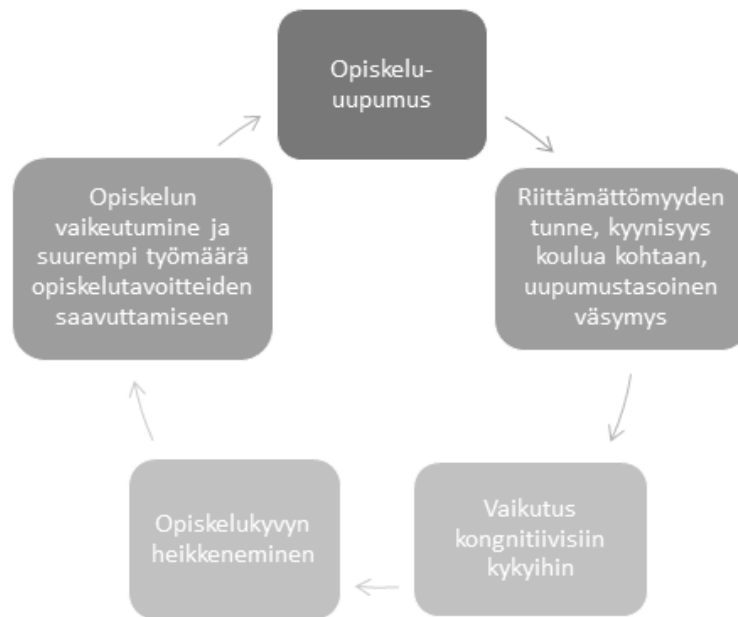 Opiskelu-
uupumus
Riittämättömyyden
tunne, kyynisyys
koulua kohtaan,
uupumustasoinen
väsymys
Vaikutus
kongnitiivisiin
kykyihin
Opiskelukyvyn
heikkeneminen
Opiskelun
vaikeutumine ja
suurempi työmäärä
opiskelutavoitteiden
saavuttamiseen